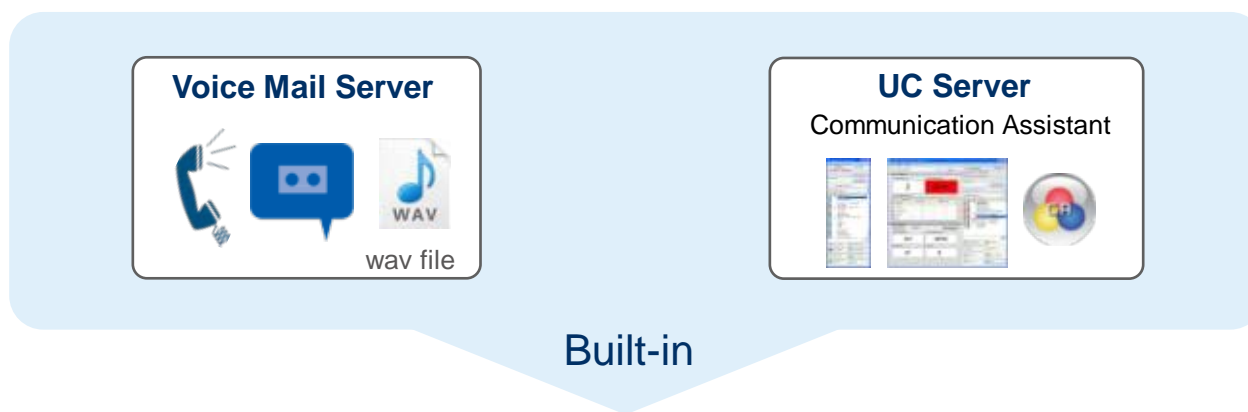 Voice Mail Server
WAV
wav file
UC Server
Communication Assistant
Built-in